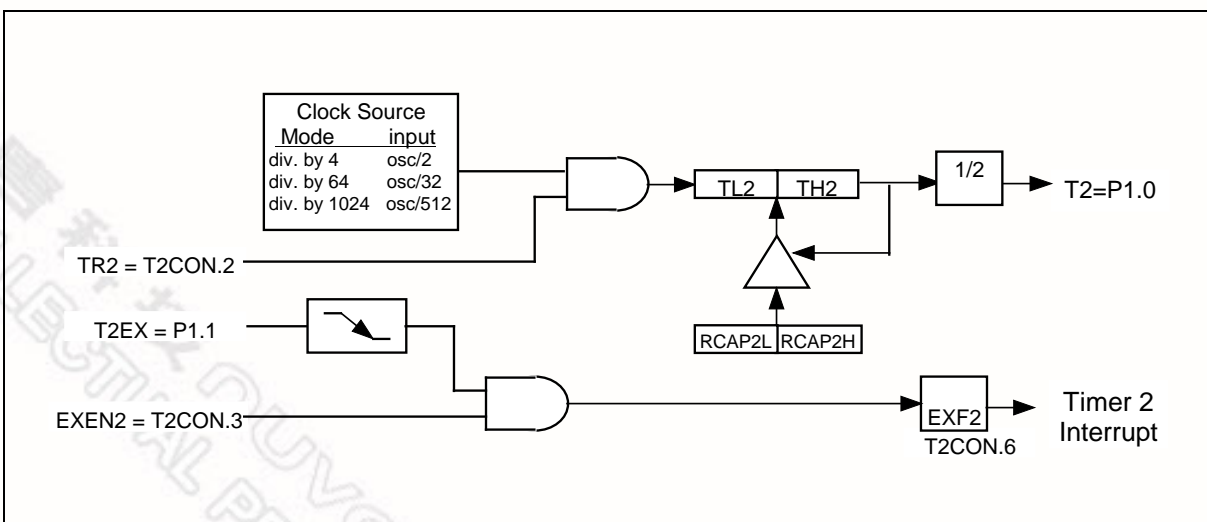 Clock Source
Mode input
div. by 4 osc/2
div. by 64 osc/32
div. by 1024 osc/512
TL2 TH2
1/2
T2=P1.0
TR2 = T2CON.2
T2EX = P1.1
RCAP2L RCAP2H
EXEN2 = T2CON.3
EXF2
T2CON.6
Timer 2
Interrupt